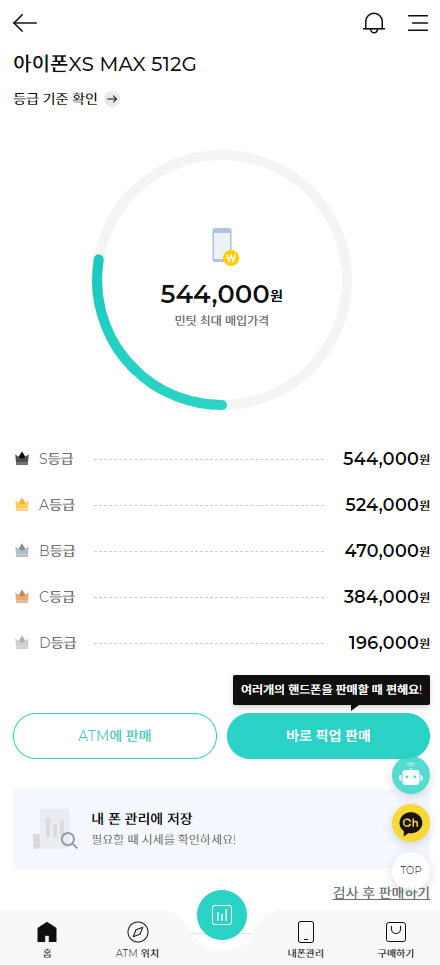 아이폰XS MAX 512G
등급 기준 확인
W
544,000원
민팃 최대 매입가격
S등급 544,000원
A등급 524,000원
B등급 470,000원
C등급 384,000원
D등급 196,000원
여러개의 핸드폰을 판매할 때 편해요!
ATM에 판매
바로 픽업 판매
내 폰 관리에 저장
필요할 때 시세를 확인하세요!
Ch
TOP
검사 후 판매하기
홈
ATM 위치
내폰관리
구매하기